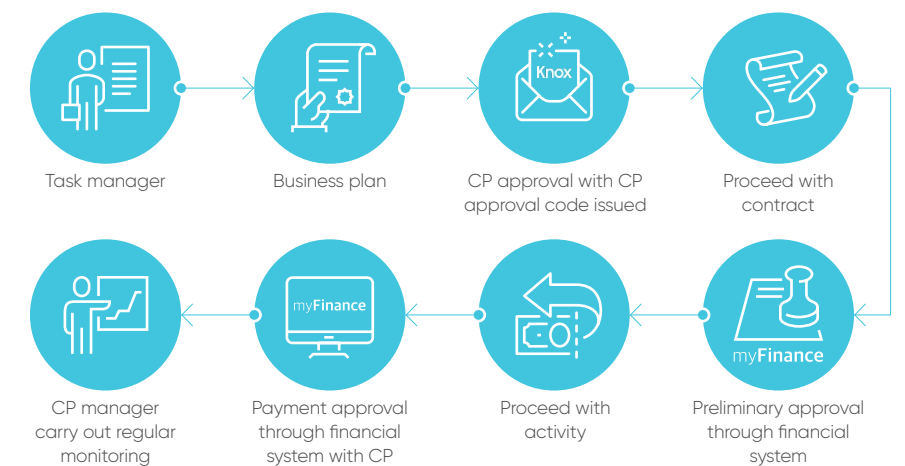 Knox
Task manager
Business plan
CP approval with CP
approval code issued
Proceed with
contract
myFinance
Preliminary approval
through financial
system
Proceed with
activity
myFinance
Payment approval
through financial
system with CP
CP manager
carry out regular
monitoring